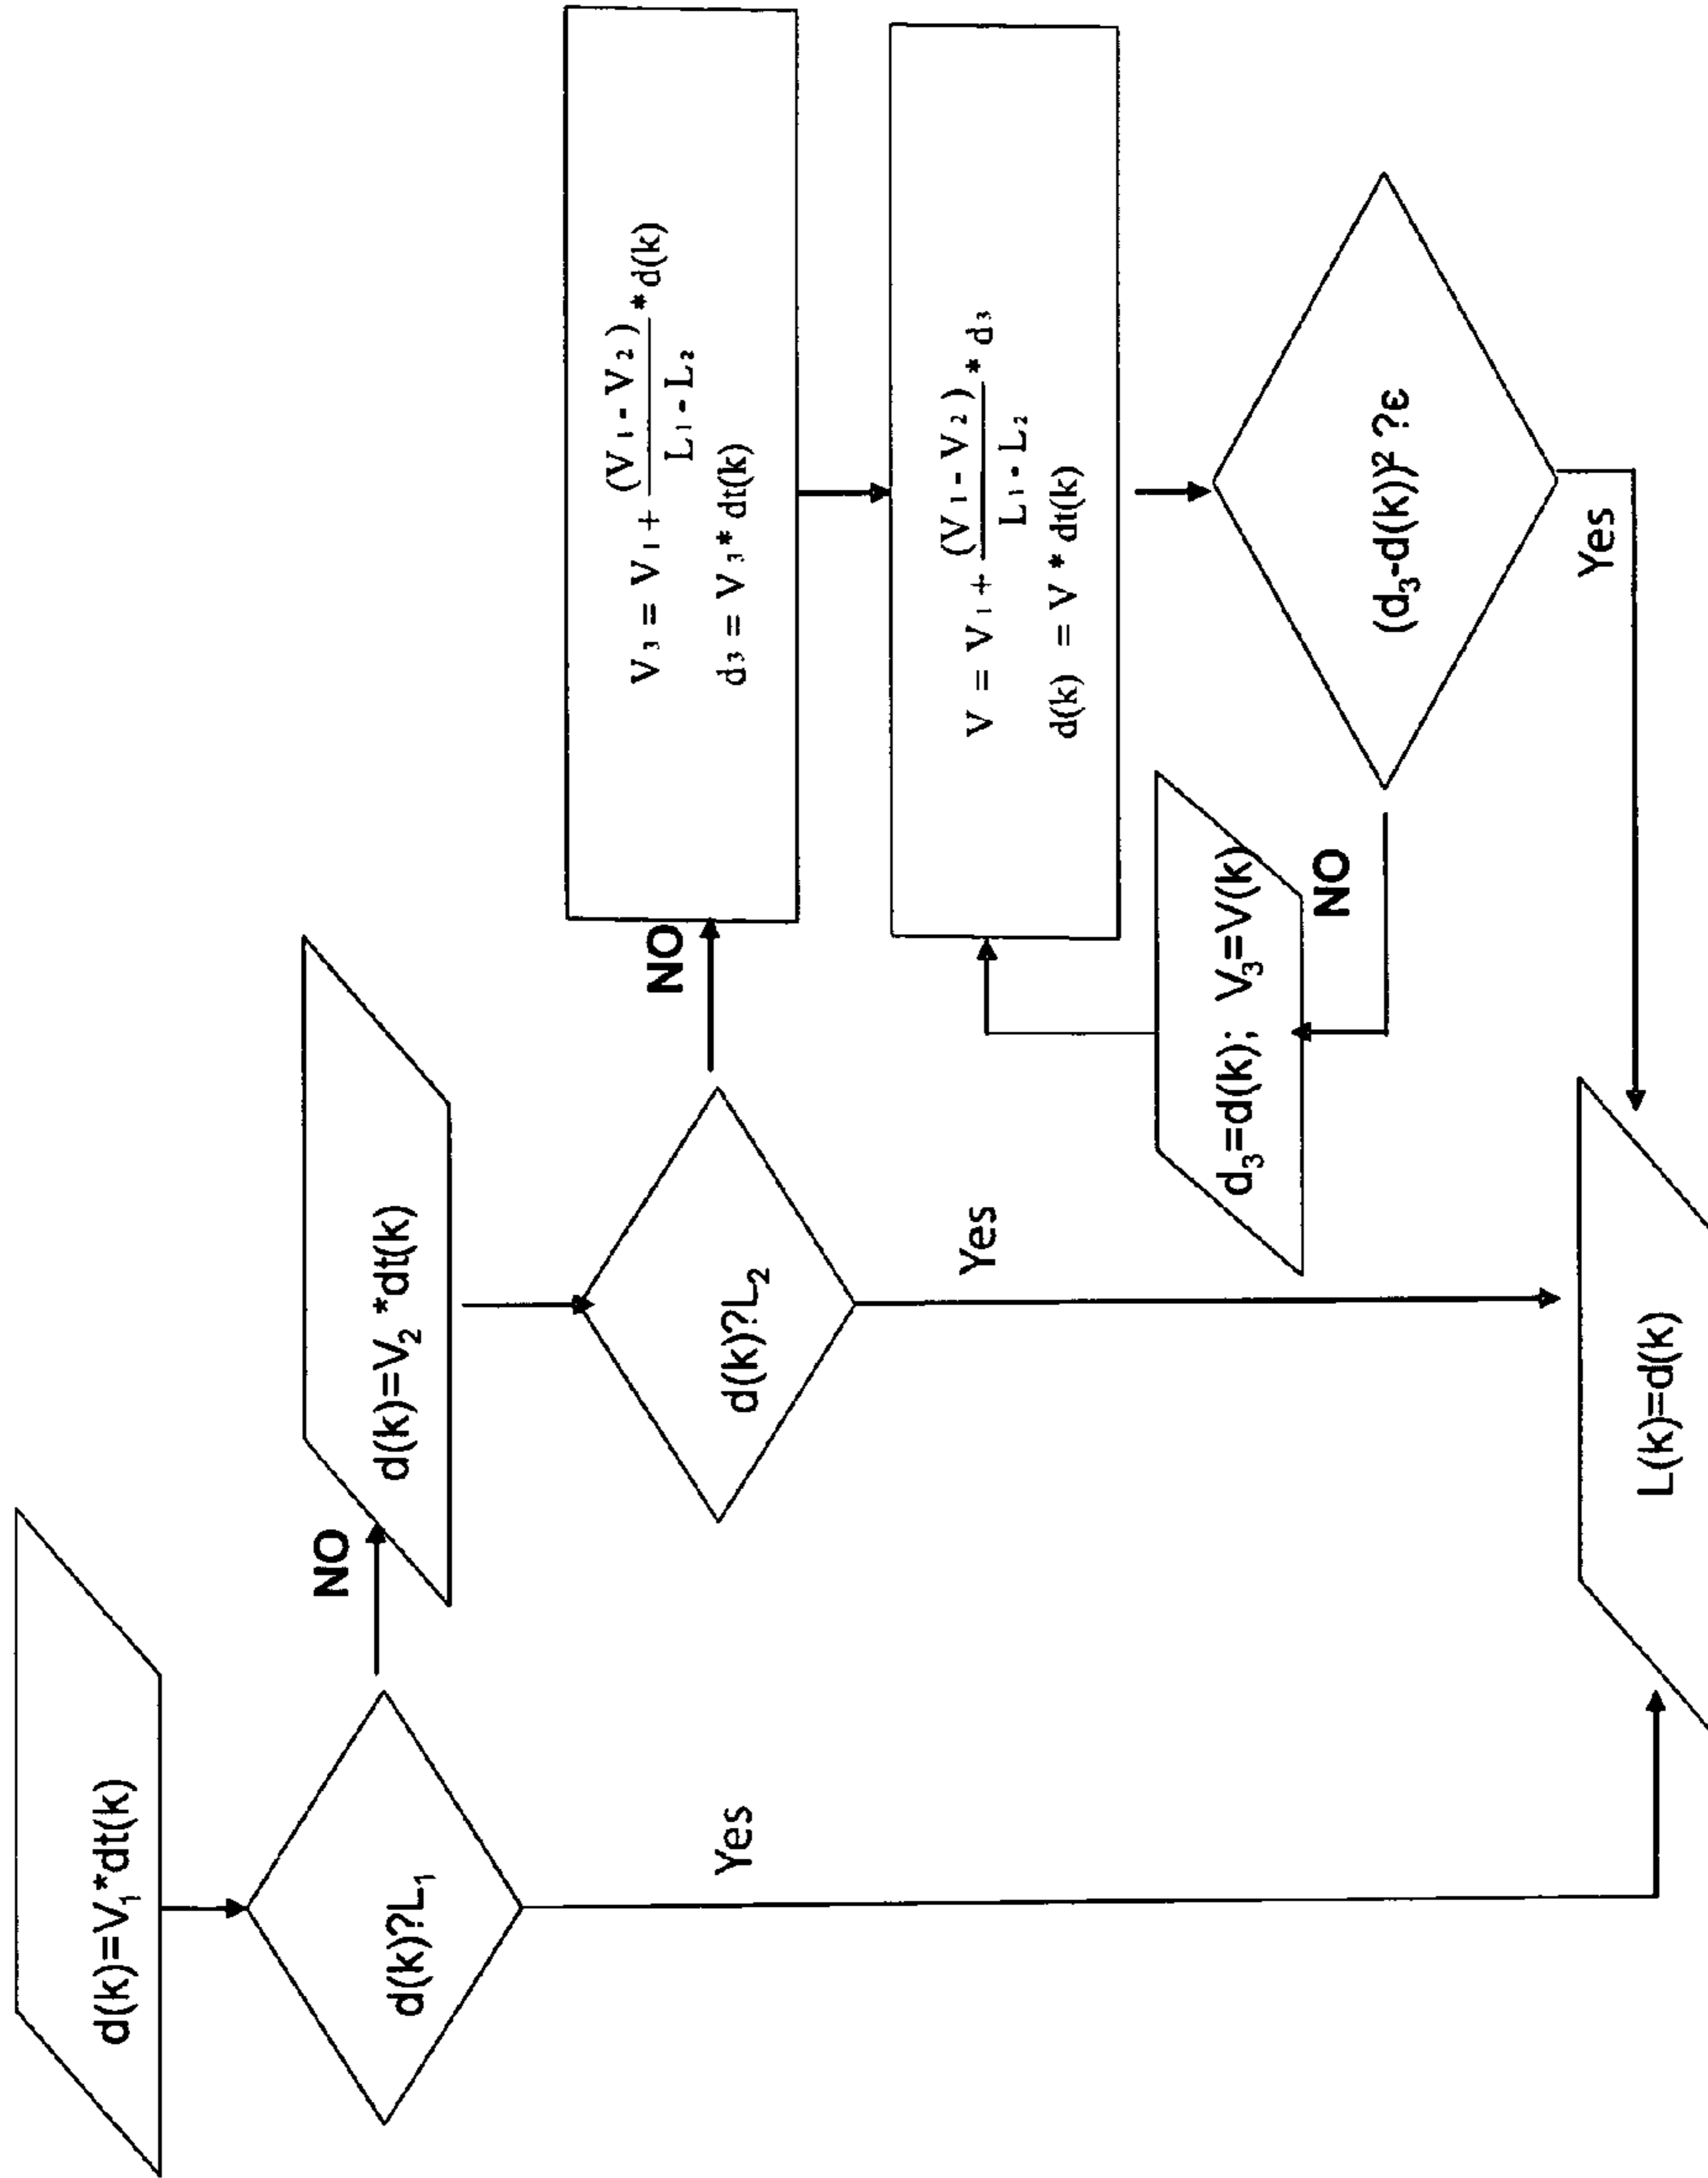 d(k)=V₁*dt(k)
d(k)?L₁
NO
Yes
d(k)=V₂*dt(k)
d(k)?L₂
NO
Yes
V₃ = V₁ + (V₁-V₂) / L₁-L₂ * d(k)
d₃ = V₃* dt(k)
V = V₁ + (V₁-V₂) / L₁-L₂ * d₃
d(k) = V* dt(k)
(d₃-d(k))² ?ϵ
NO
Yes
d₃=d(k); V₃=V(k)
L(k)=d(k)